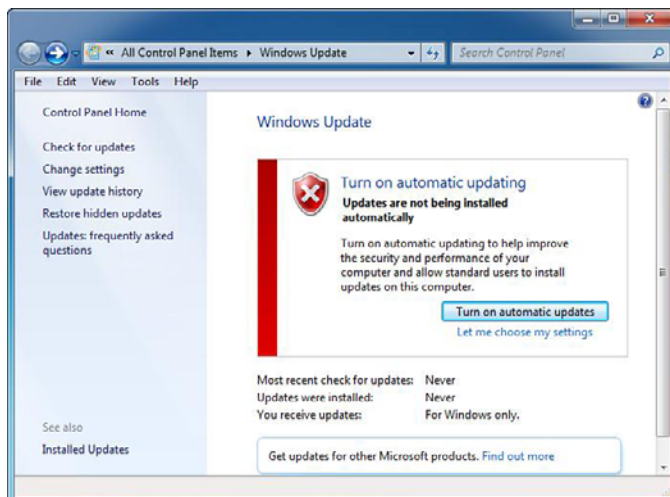 « All Control Panel Items ▸ Windows Update
Search Control Panel
File Edit View Tools Help
Control Panel Home
Check for updates
Change settings
View update history
Restore hidden updates
Updates: frequently asked
questions
See also
Installed Updates
Windows Update
Turn on automatic updating
Updates are not being installed
automatically
Turn on automatic updating to help improve
the security and performance of your
computer and allow standard users to install
updates on this computer.
Turn on automatic updates
Let me choose my settings
Most recent check for updates: Never
Updates were installed: Never
You receive updates: For Windows only.
Get updates for other Microsoft products. Find out more